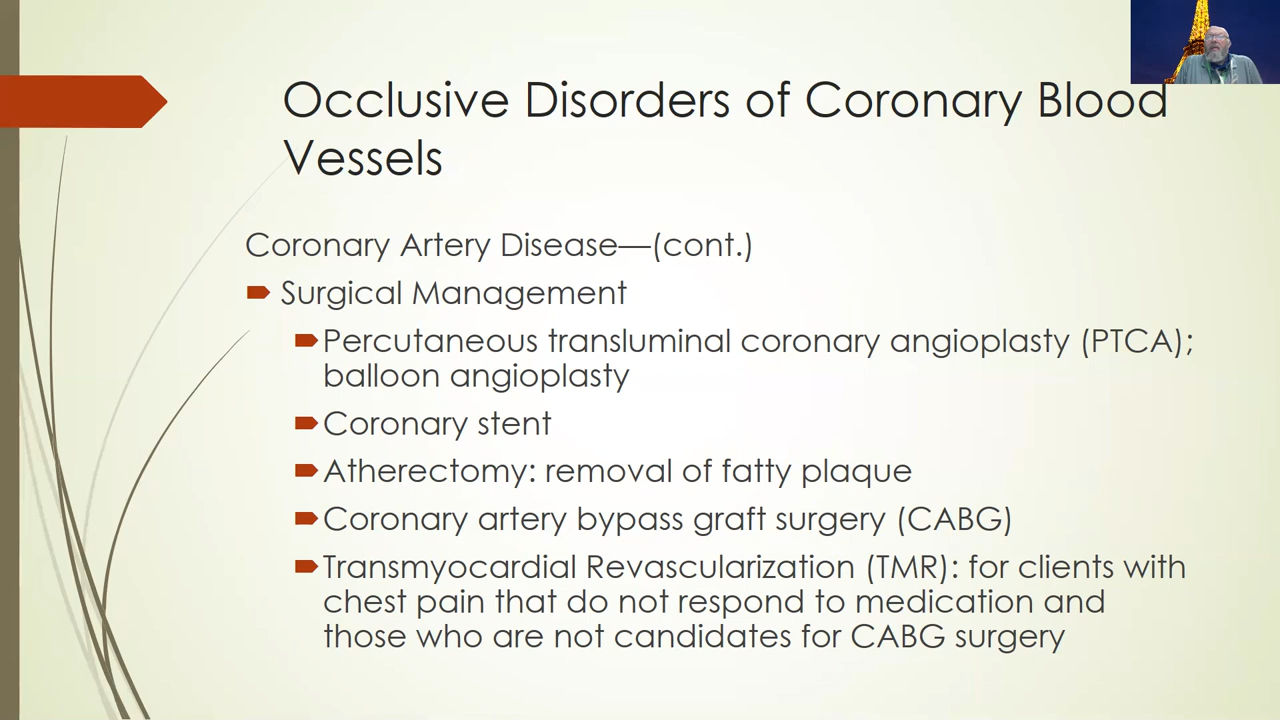 Occlusive Disorders of Coronary Blood
Vessels
Coronary Artery Disease—(cont.)
Surgical Management
Percutaneous transluminal coronary angioplasty (PTCA);
balloon angioplasty
Coronary stent
Atherectomy: removal of fatty plaque
Coronary artery bypass graft surgery (CABG)
Transmyocardial Revascularization (TMR): for clients with
chest pain that do not respond to medication and
those who are not candidates for CABG surgery